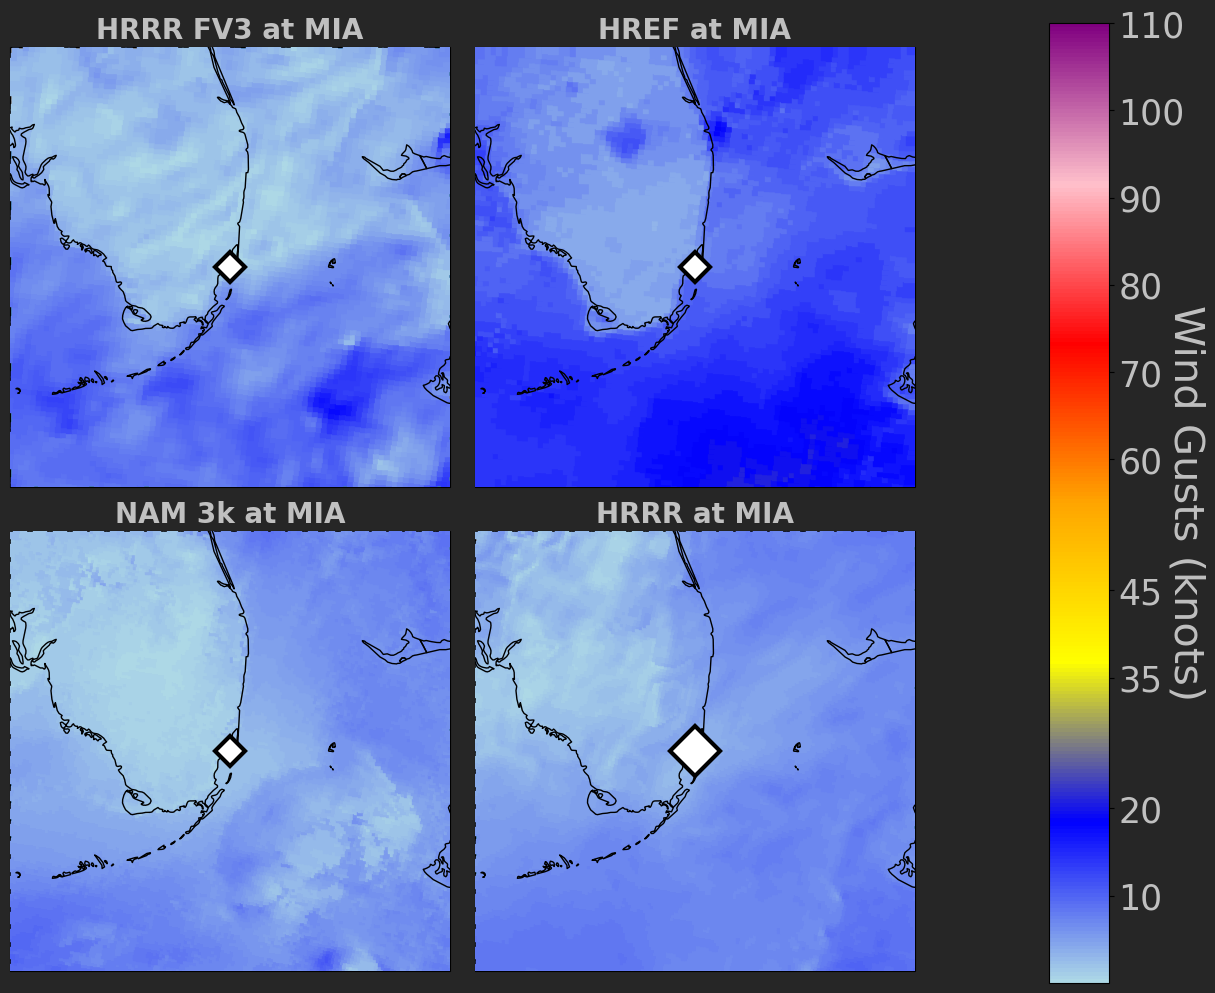 HRRR FV3 at MIA
HREF at MIA
NAM 3k at MIA
HRRR at MIA
110
100
90
80
70
60
45
35
20
10
Wind Gusts (knots)